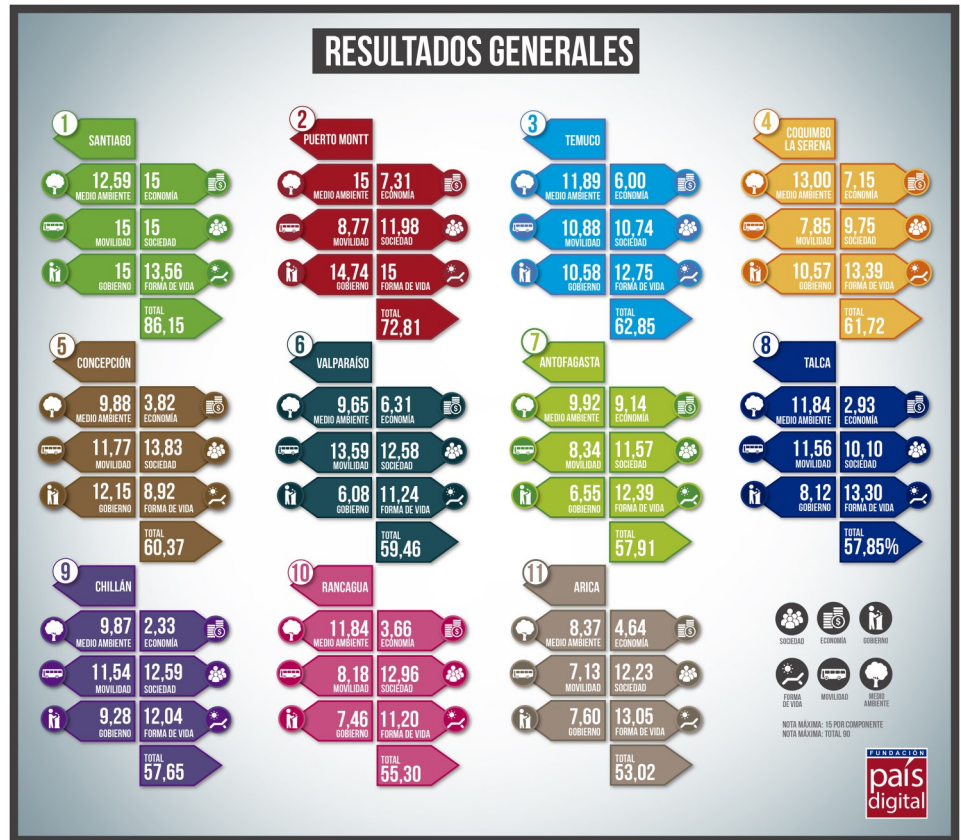 RESULTADOS GENERALES
1
SANTIAGO
12,59 15
MEDIO AMBIENTE ECONOMÍA
15 15
MOVILIDAD SOCIEDAD
15 13,56
GOBIERNO FORMA DE VIDA
TOTAL
86,15
2
PUERTO MONTT
15 7,31
MEDIO AMBIENTE ECONOMÍA
8,77 11,98
MOVILIDAD SOCIEDAD
14,74 15
GOBIERNO FORMA DE VIDA
TOTAL
72,81
3
TEMUCO
11,89 6,00
MEDIO AMBIENTE ECONOMÍA
10,88 10,74
MOVILIDAD SOCIEDAD
10,58 12,75
GOBIERNO FORMA DE VIDA
TOTAL
62,85
4
COQUIMBO
LA SERENA
13,00 7,15
MEDIO AMBIENTE ECONOMÍA
7,85 9,75
MOVILIDAD SOCIEDAD
10,57 13,39
GOBIERNO FORMA DE VIDA
TOTAL
61,72
5
CONCEPCIÓN
9,88 3,82
MEDIO AMBIENTE ECONOMÍA
11,77 13,83
MOVILIDAD SOCIEDAD
12,15 8,92
GOBIERNO FORMA DE VIDA
TOTAL
60,37
6
VALPARAÍSO
9,65 6,31
MEDIO AMBIENTE ECONOMÍA
13,59 12,58
MOVILIDAD SOCIEDAD
6,08 11,24
GOBIERNO FORMA DE VIDA
TOTAL
59,46
7
ANTOFAGASTA
9,92 9,14
MEDIO AMBIENTE ECONOMÍA
8,34 11,57
MOVILIDAD SOCIEDAD
6,55 12,39
GOBIERNO FORMA DE VIDA
TOTAL
57,91
8
TALCA
11,84 2,93
MEDIO AMBIENTE ECONOMÍA
11,56 10,10
MOVILIDAD SOCIEDAD
8,12 13,30
GOBIERNO FORMA DE VIDA
TOTAL
57,85%
9
CHILLÁN
9,87 2,33
MEDIO AMBIENTE ECONOMÍA
11,54 12,59
MOVILIDAD SOCIEDAD
9,28 12,04
GOBIERNO FORMA DE VIDA
TOTAL
57,65
10
RANCAGUA
11,84 3,66
MEDIO AMBIENTE ECONOMÍA
8,18 12,96
MOVILIDAD SOCIEDAD
7,46 11,20
GOBIERNO FORMA DE VIDA
TOTAL
55,30
11
ARICA
8,37 4,64
MEDIO AMBIENTE ECONOMÍA
7,13 12,23
MOVILIDAD SOCIEDAD
7,60 13,05
GOBIERNO FORMA DE VIDA
TOTAL
53,02
SOCIEDAD ECONOMÍA GOBIERNO
FORMA
DE VIDA
MOVILIDAD
MEDIO
AMBIENTE
NOTA MÁXIMA: 15 POR COMPONENTE
NOTA MÁXIMA: TOTAL 90
FUNDACIÓN
país
digital